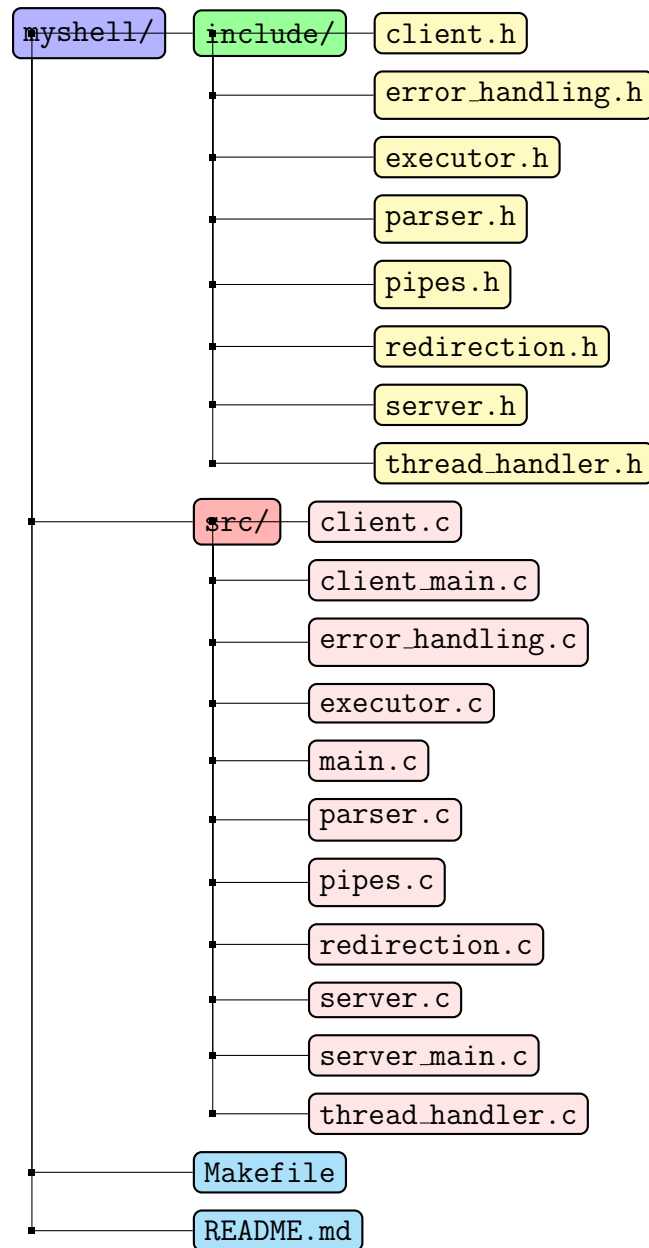 myshell/ include/ client.h
error_handling.h
executor.h
parser.h
pipes.h
redirection.h
server.h
thread_handler.h
src/ client.c
client_main.c
error_handling.c
executor.c
main.c
parser.c
pipes.c
redirection.c
server.c
server_main.c
thread_handler.c
Makefile
README.md